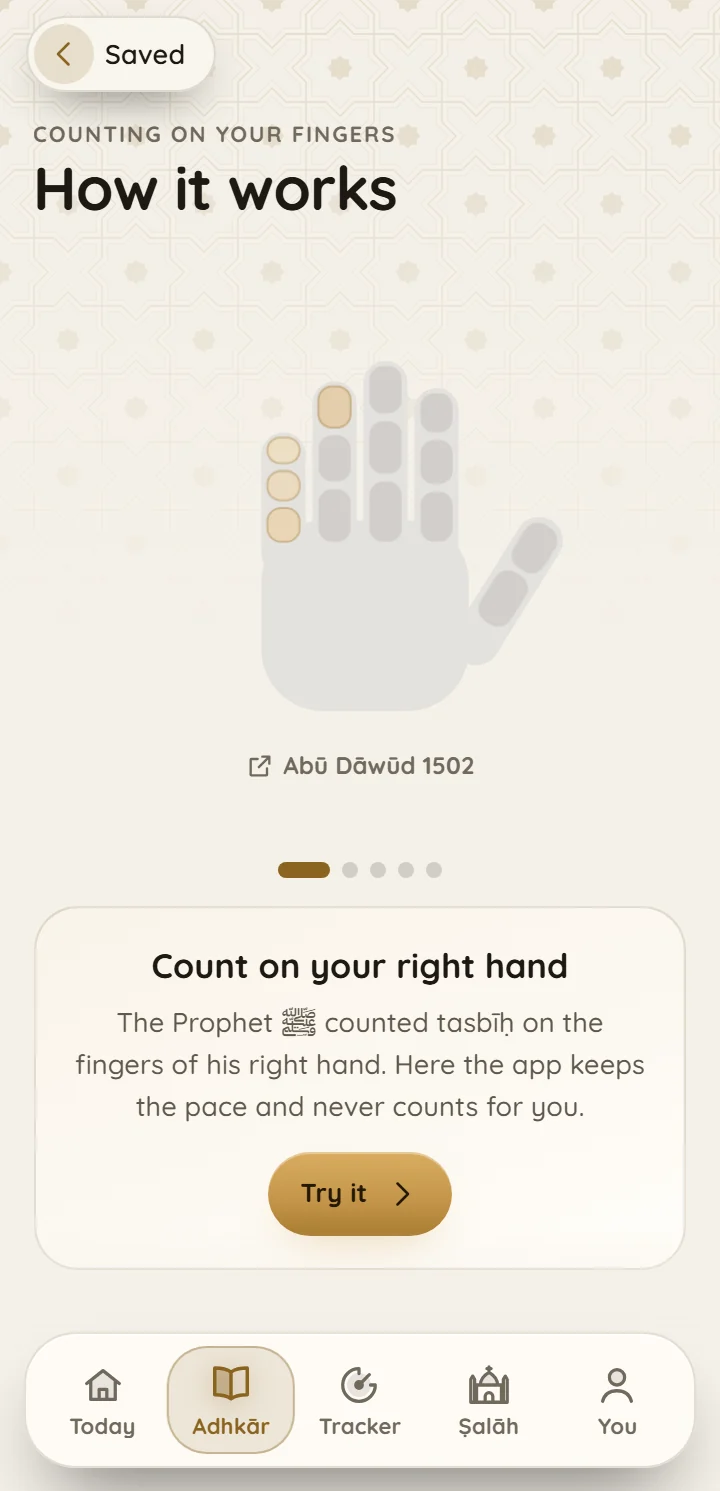 Saved
COUNTING ON YOUR FINGERS
How it works
Abū Dāwūd 1502
Count on your right hand
The Prophet ﷺ counted tasbīḥ on the
fingers of his right hand. Here the app keeps
the pace and never counts for you.
Try it
Today
Adhkār
Tracker
Ṣalāh
You